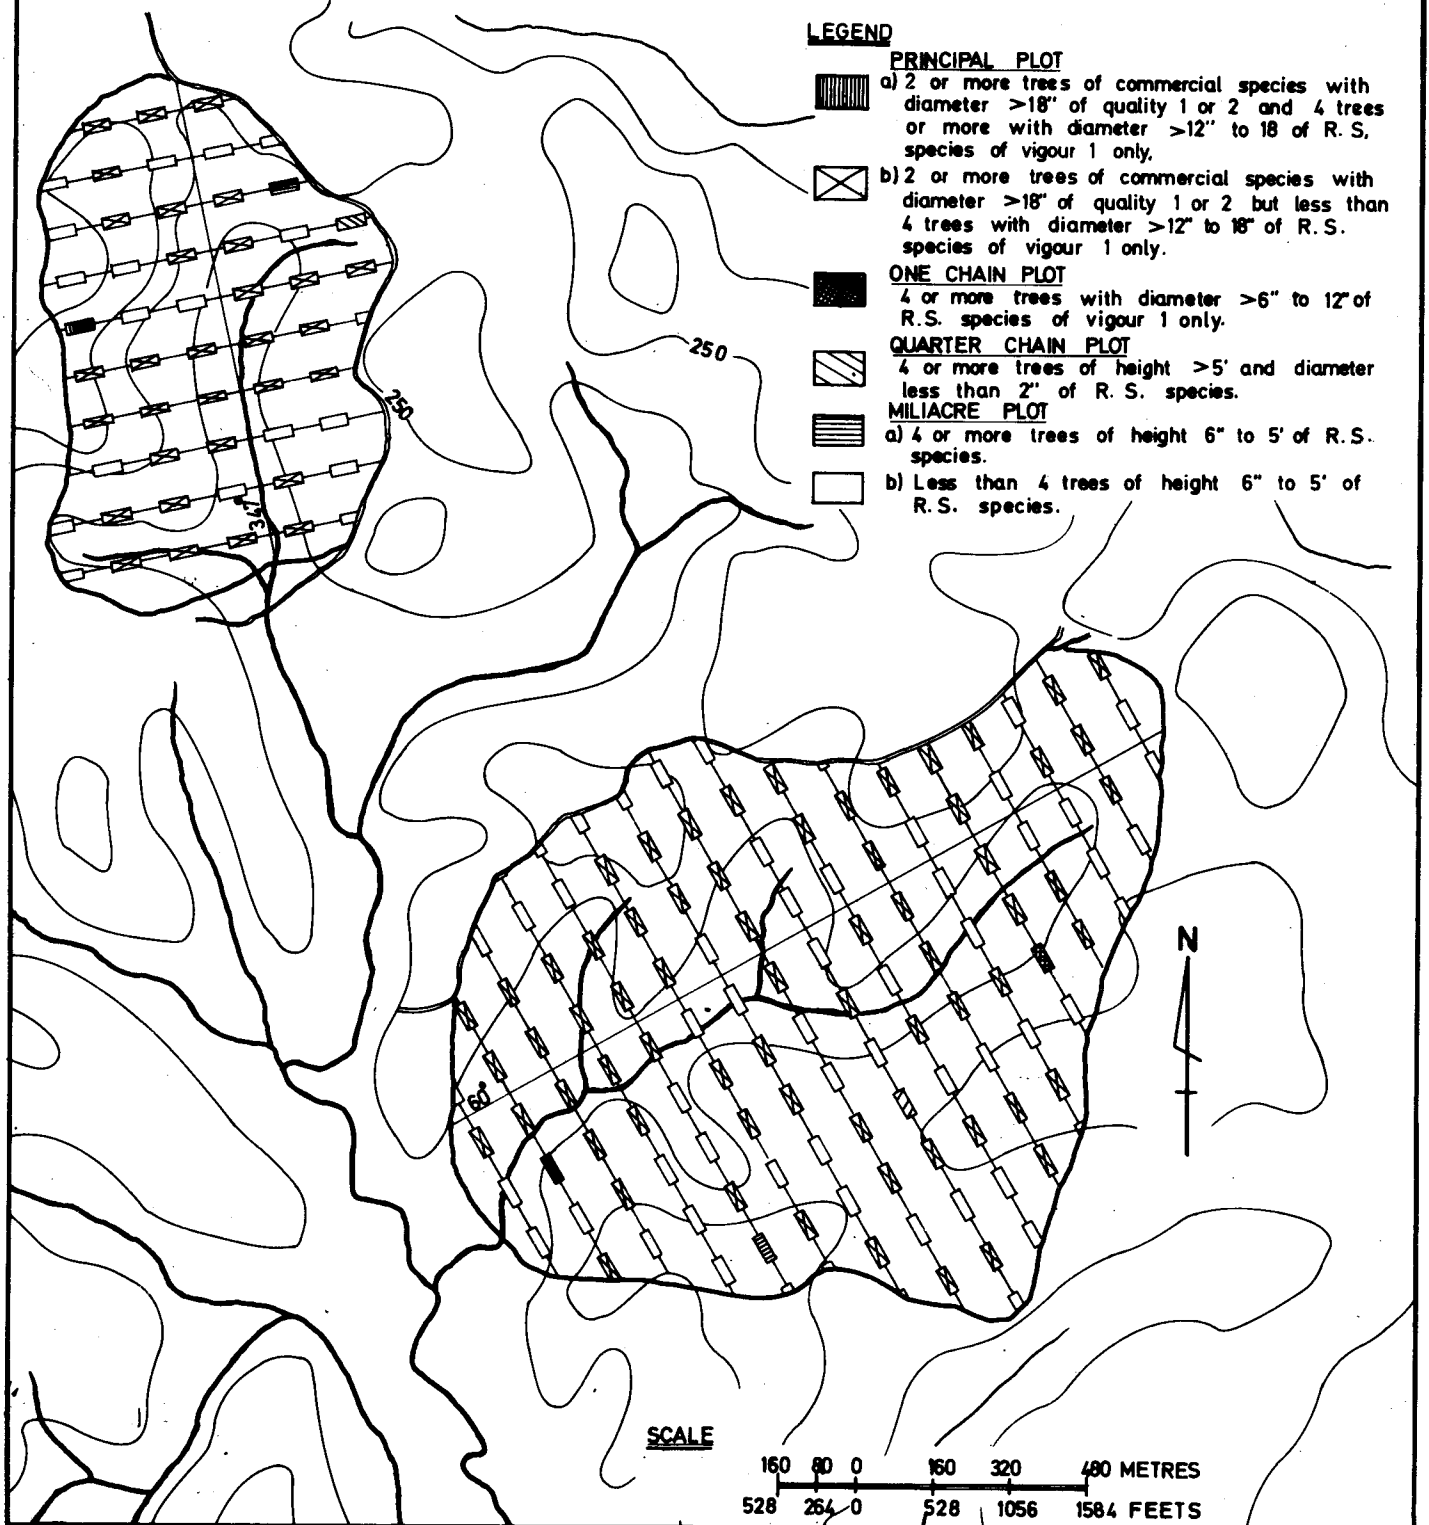 LEGEND
PRINCIPAL PLOT
a) 2 or more trees of commercial species with
diameter >18" of quality 1 or 2 and 4 trees
or more with diameter >12" to 18 of R. S.
species of vigour 1 only.
b) 2 or more trees of commercial species with
diameter >18" of quality 1 or 2 but less than
4 trees with diameter >12" to 18" of R. S.
species of vigour 1 only.
ONE CHAIN PLOT
4 or more trees with diameter >6" to 12" of
R.S. species of vigour 1 only.
QUARTER CHAIN PLOT
4 or more trees of height >5' and diameter
less than 2" of R. S. species.
MILIACRE PLOT
a) 4 or more trees of height 6" to 5' of R.S.
species.
b) Less than 4 trees of height 6" to 5' of
R.S. species.
250
250
347°
60°
N
SCALE
160 80 0 160 320 480 METRES
528 264 0 528 1056 1584 FEETS